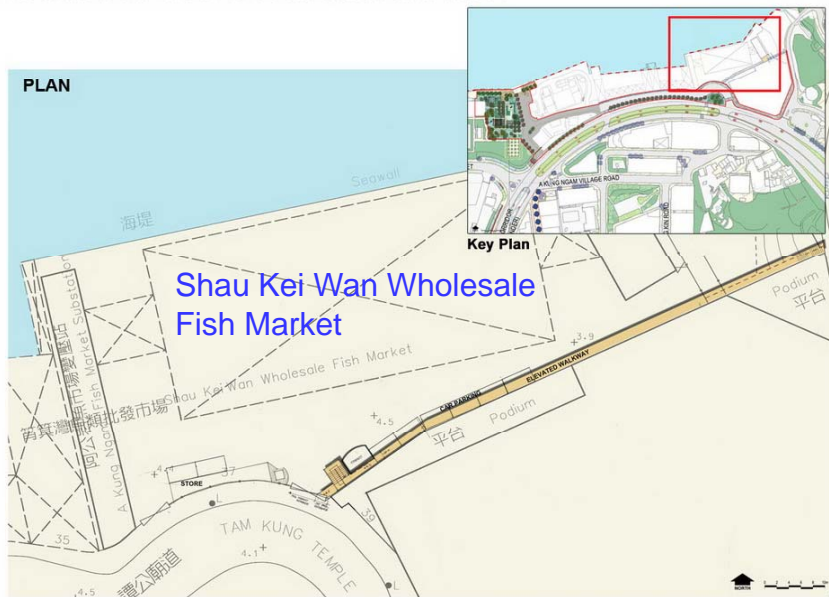 PLAN
Key Plan
A KUNG NGAM VILLAGE ROAD
Seawall
海堤
Shau Kei Wan Wholesale
Fish Market
Shau Kei Wan Wholesale Fish Market
筲箕灣魚類批發市場
阿公岩魚市場變壓站
A Kung Ngam Fish Market Substation
3.9
4.5
CAR PARKING
ELEVATED WALKWAY
Podium
平台
Podium
平台
4.1
37
STORE
39
35
TAM KUNG TEMPLE
4.1
譚公廟道
4.5
L
L
NORTH